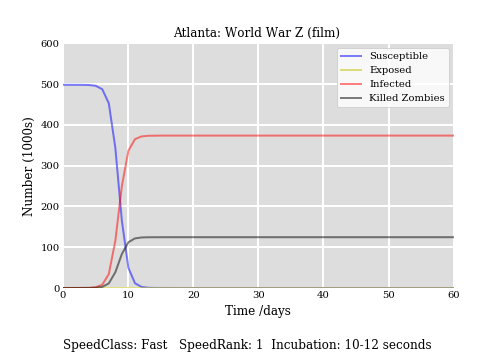 Atlanta: World War Z (film)
Susceptible
Exposed
Infected
Killed Zombies
Number (1000s)
600
500
400
300
200
100
0
0 10 20 30 40 50 60
Time /days
SpeedClass: Fast SpeedRank: 1 Incubation: 10-12 seconds